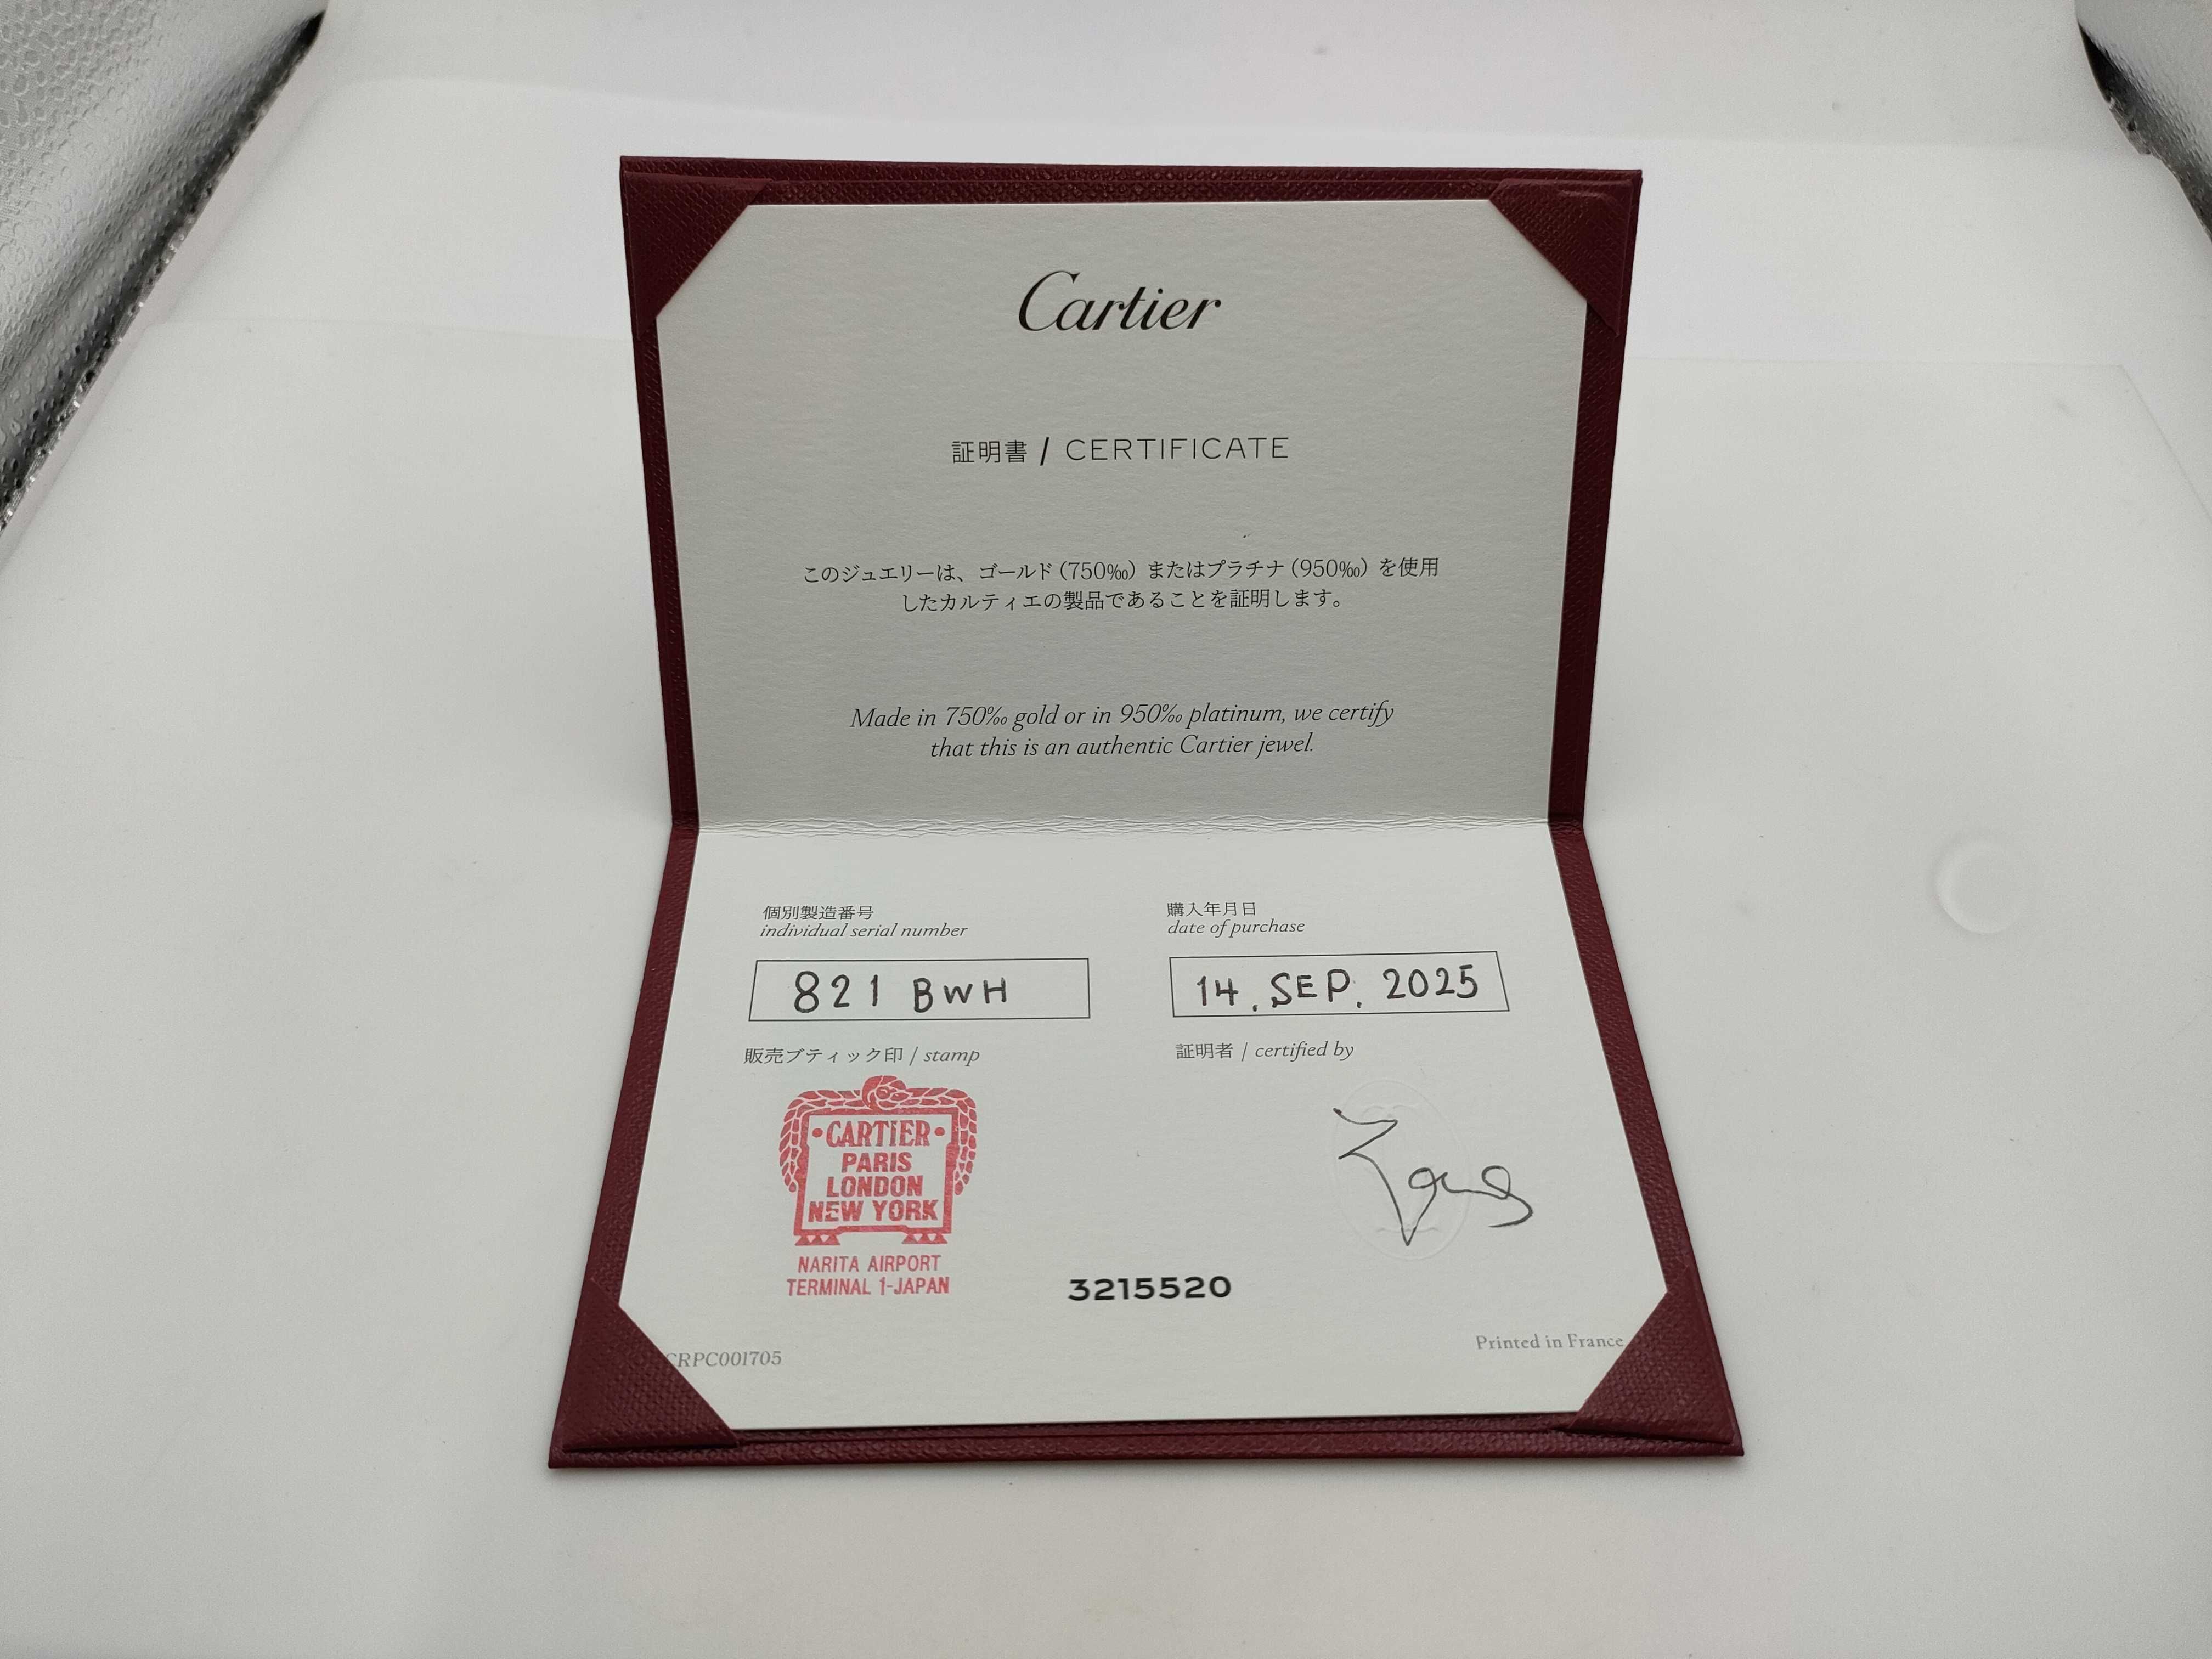 Cartier
証明書 / CERTIFICATE
このジュエリーは、ゴールド（750‰）またはプラチナ（950‰）を使用
したカルティエの製品であることを証明します。
Made in 750‰ gold or in 950‰ platinum, we certify
that this is an authentic Cartier jewel.
個別製造番号
individual serial number
821 BWH
購入年月日
date of purchase
14. SEP. 2025
販売ブティック印 / stamp
•CARTIER•
PARIS
LONDON
NEW YORK
NARITA AIRPORT
TERMINAL 1-JAPAN
証明者 / certified by
3215520
CRPC001705
Printed in France